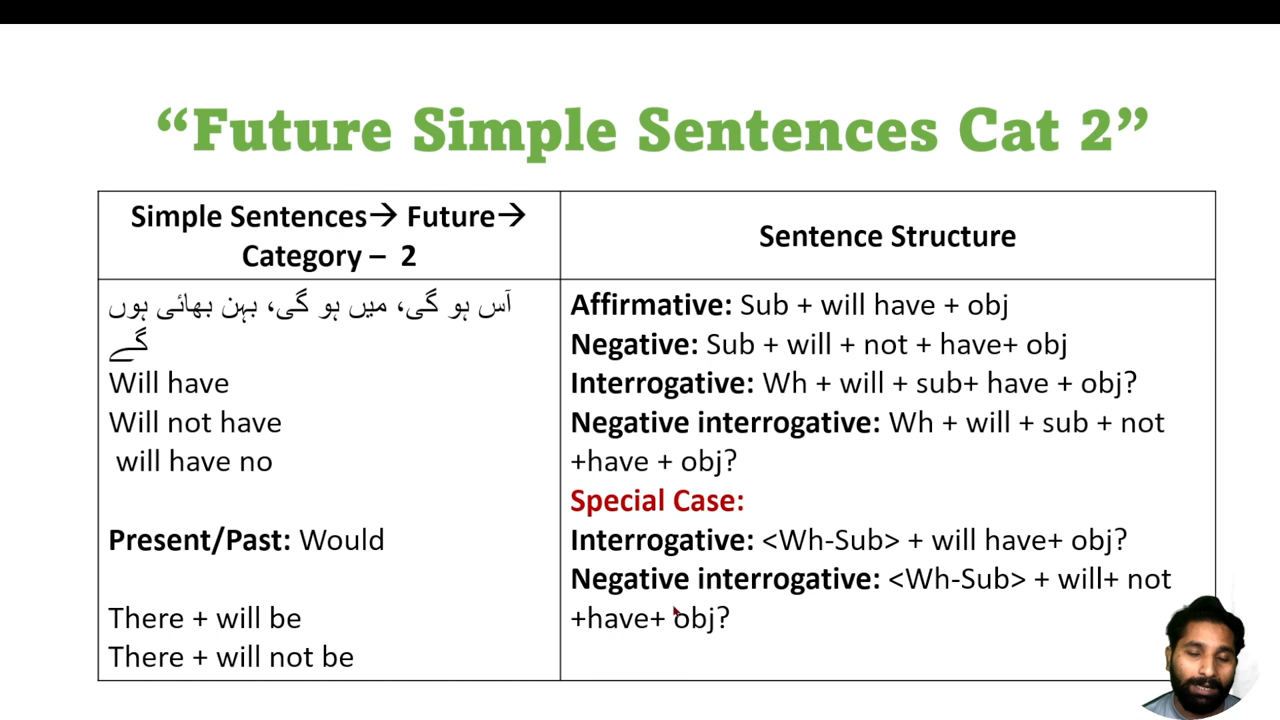 “Future Simple Sentences Cat 2”
Simple Sentences→ Future→
Category – 2
Sentence Structure
آس ہو گی، میں ہو گی، بہن بھائی ہوں
گے
Will have
Will not have
will have no
Present/Past: Would
There + will be
There + will not be
Affirmative: Sub + will have + obj
Negative: Sub + will + not + have+ obj
Interrogative: Wh + will + sub+ have + obj?
Negative interrogative: Wh + will + sub + not
+have + obj?
Special Case:
Interrogative: <Wh-Sub> + will have+ obj?
Negative interrogative: <Wh-Sub> + will+ not
+have+ obj?